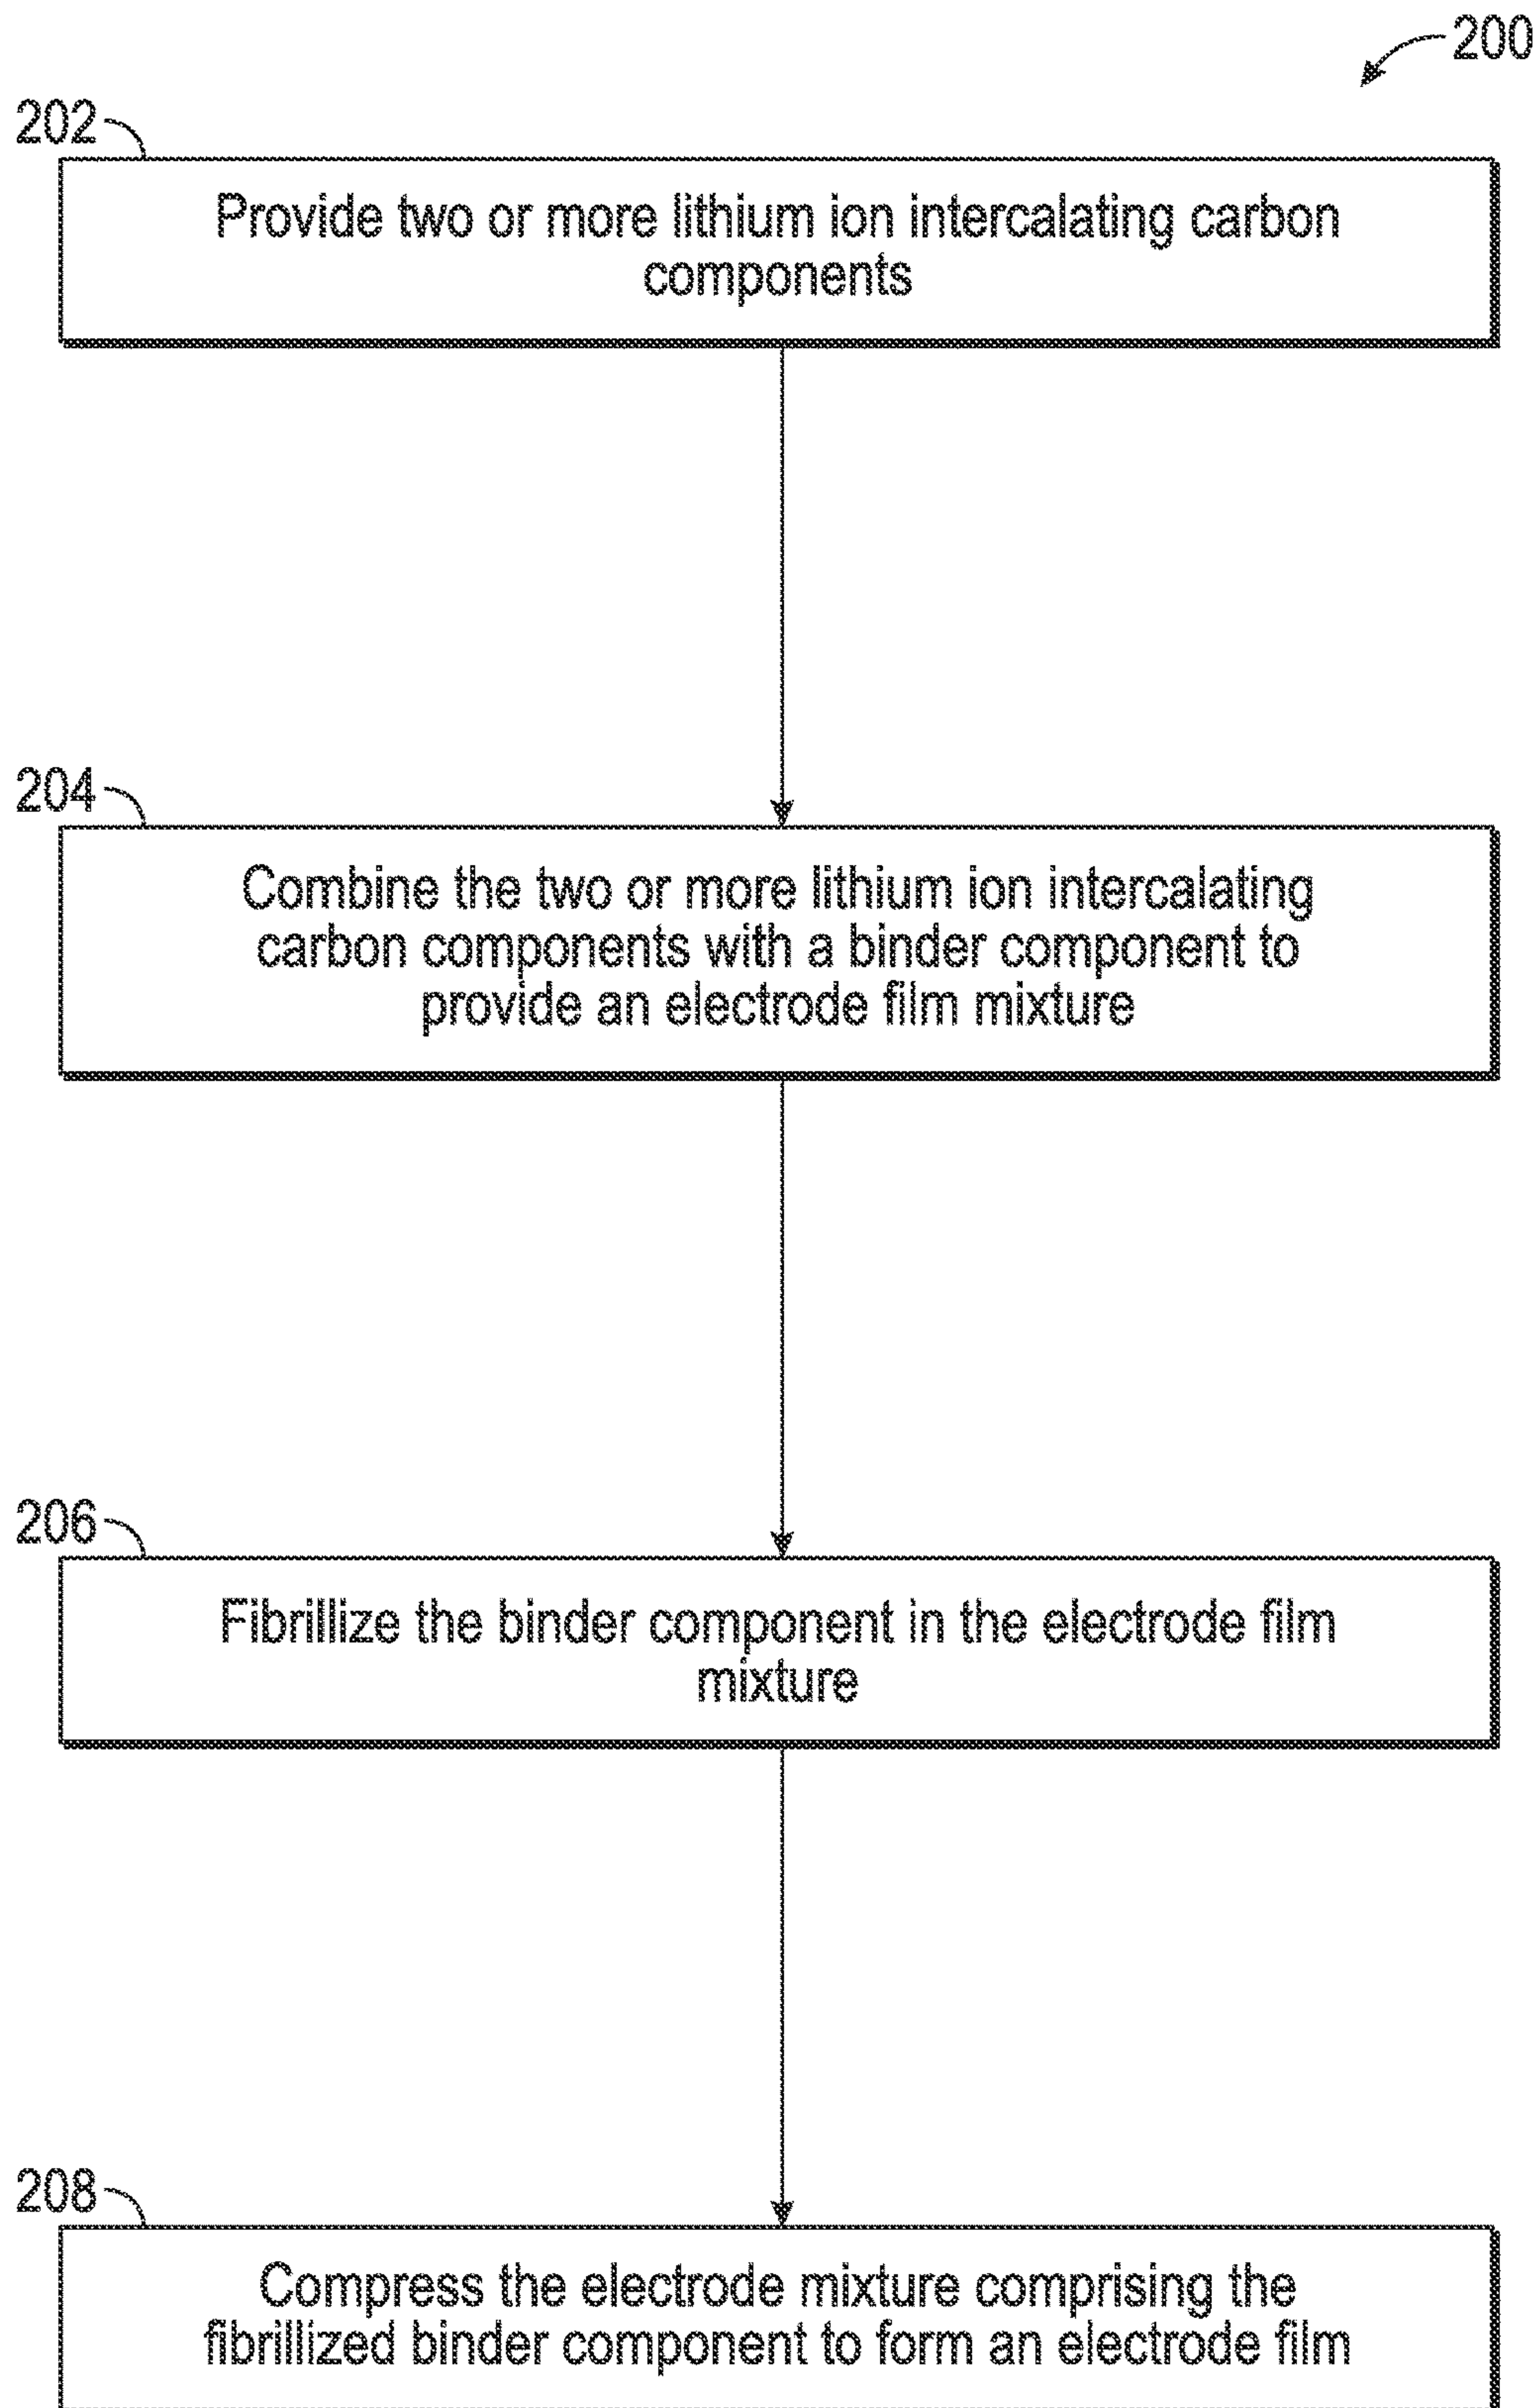 200
202
Provide two or more lithium ion intercalating carbon
components
204
Combine the two or more lithium ion intercalating
carbon components with a binder component to
provide an electrode film mixture
206
Fibrillize the binder component in the electrode film
mixture
208
Compress the electrode mixture comprising the
fibrillized binder component to form an electrode film